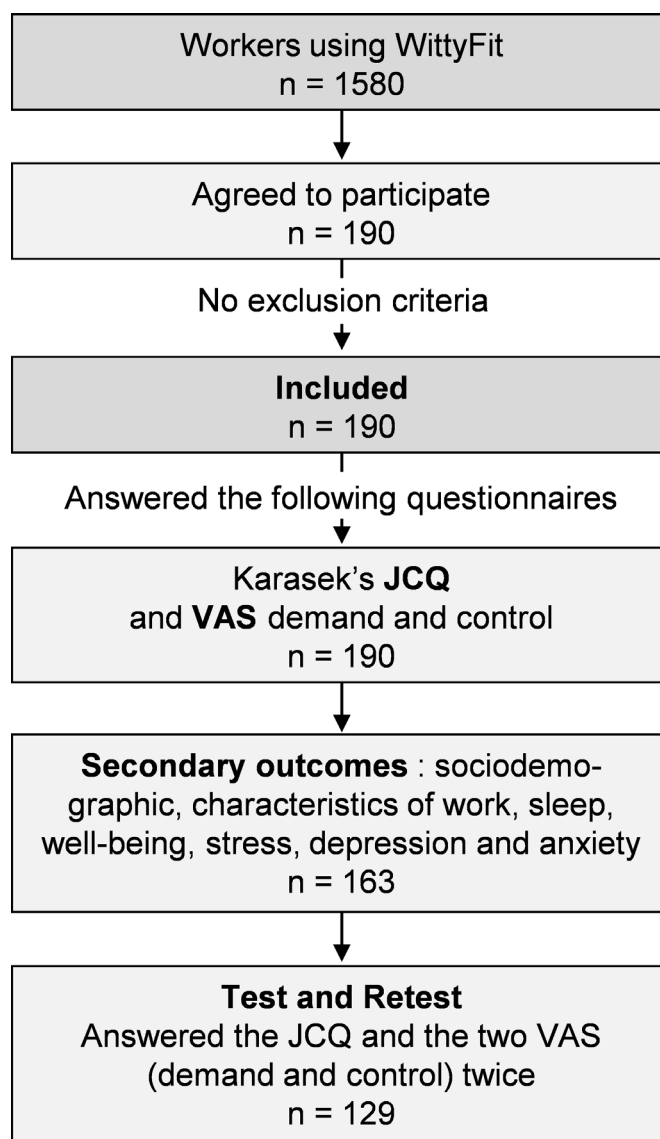 Workers using WittyFit
n = 1580
Agreed to participate
n = 190
No exclusion criteria
Included
n = 190
Answered the following questionnaires
Karasek’s JCQ
and VAS demand and control
n = 190
Secondary outcomes : sociodemo-
graphic, characteristics of work, sleep,
well-being, stress, depression and anxiety
n = 163
Test and Retest
Answered the JCQ and the two VAS
(demand and control) twice
n = 129